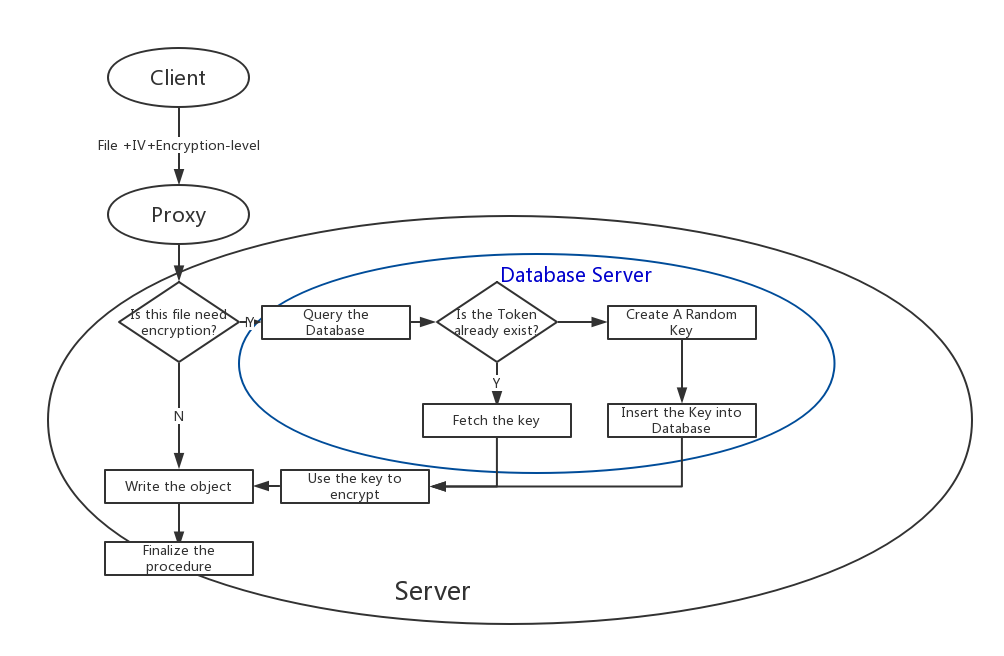 Client
File +IV+Encryption-level
Proxy
Database Server
Is this file need
encryption?
Y
Query the
Database
Is the Token
already exist?
Create A Random
Key
Y
N
Fetch the key
Insert the Key into
Database
Write the object
Use the key to
encrypt
Finalize the
procedure
Server